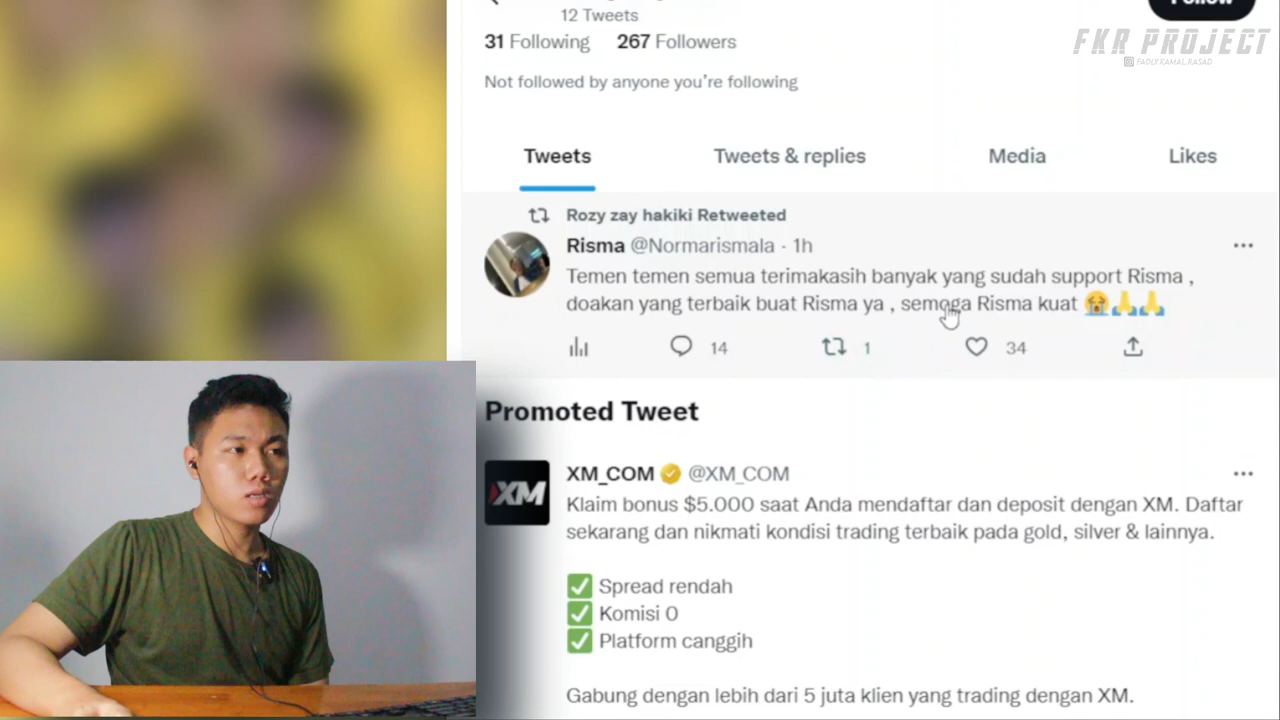 12 Tweets
Follow
31 Following 267 Followers
FKR PROJECT
FADLY.KAMAL.RASAD
Not followed by anyone you're following
Tweets Tweets & replies Media Likes
Rozy zay hakiki Retweeted
Risma @Normarismala · 1h
Temen temen semua terimakasih banyak yang sudah support Risma ,
doakan yang terbaik buat Risma ya , semoga Risma kuat 😭🙏🙏
14 1 34
Promoted Tweet
XM
XM_COM @XM_COM
Klaim bonus $5.000 saat Anda mendaftar dan deposit dengan XM. Daftar
sekarang dan nikmati kondisi trading terbaik pada gold, silver & lainnya.
✅ Spread rendah
✅ Komisi 0
✅ Platform canggih
Gabung dengan lebih dari 5 juta klien yang trading dengan XM.